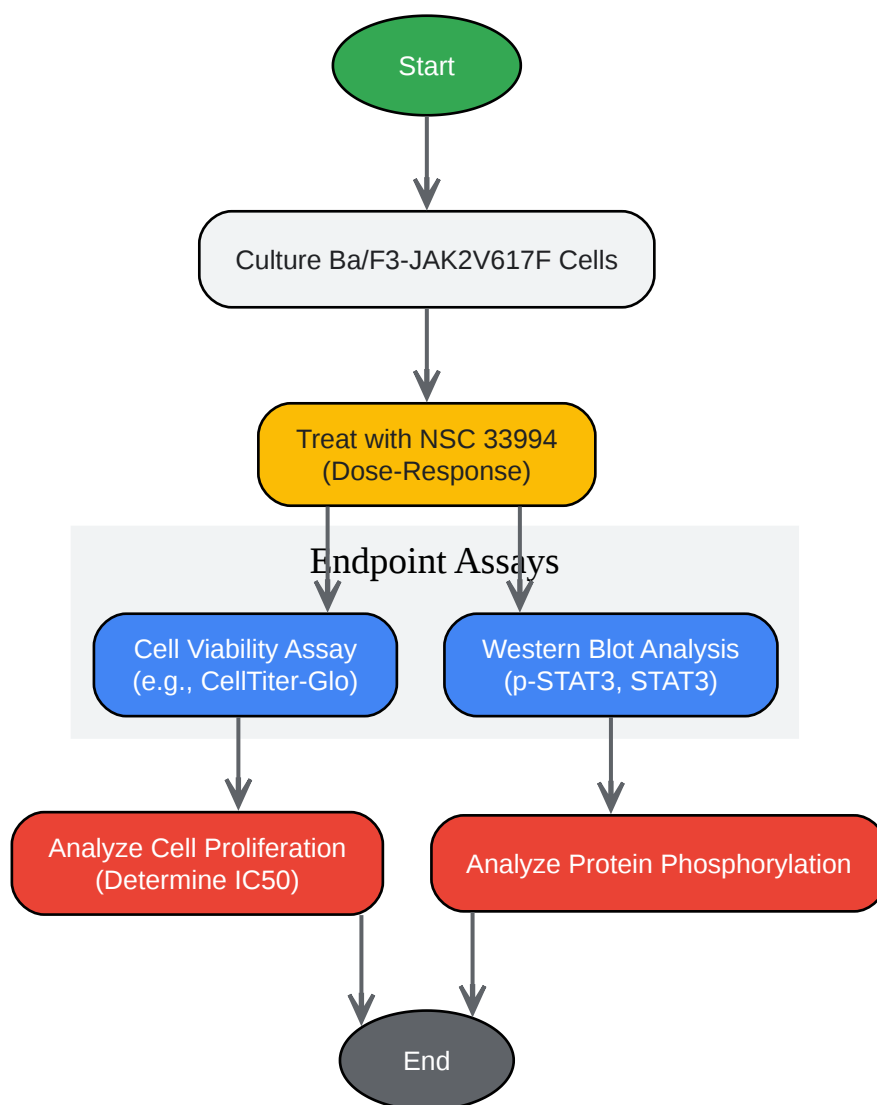 Start
Culture Ba/F3-JAK2V617F Cells
Treat with NSC 33994
(Dose-Response)
Endpoint Assays
Cell Viability Assay
(e.g., CellTiter-Glo)
Western Blot Analysis
(p-STAT3, STAT3)
Analyze Cell Proliferation
(Determine IC50)
Analyze Protein Phosphorylation
End